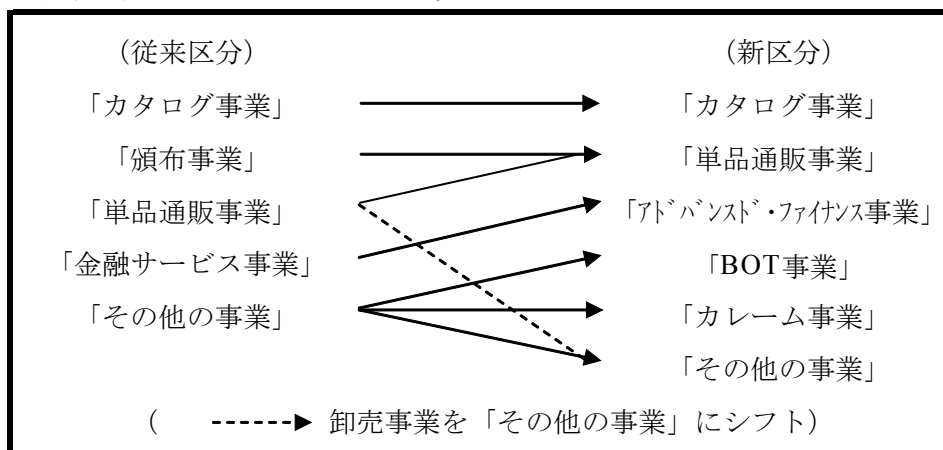 （従来区分） （新区分）
「カタログ事業」 「カタログ事業」
「頒布事業」 「単品通販事業」
「単品通販事業」 「ｱﾄﾞﾊﾞﾝｽﾄﾞ・ﾌｧｲﾅﾝｽ事業」
「金融サービス事業」 「BOT事業」
「その他の事業」 「カレーム事業」
「その他の事業」
（ 卸売事業を「その他の事業」にシフト）